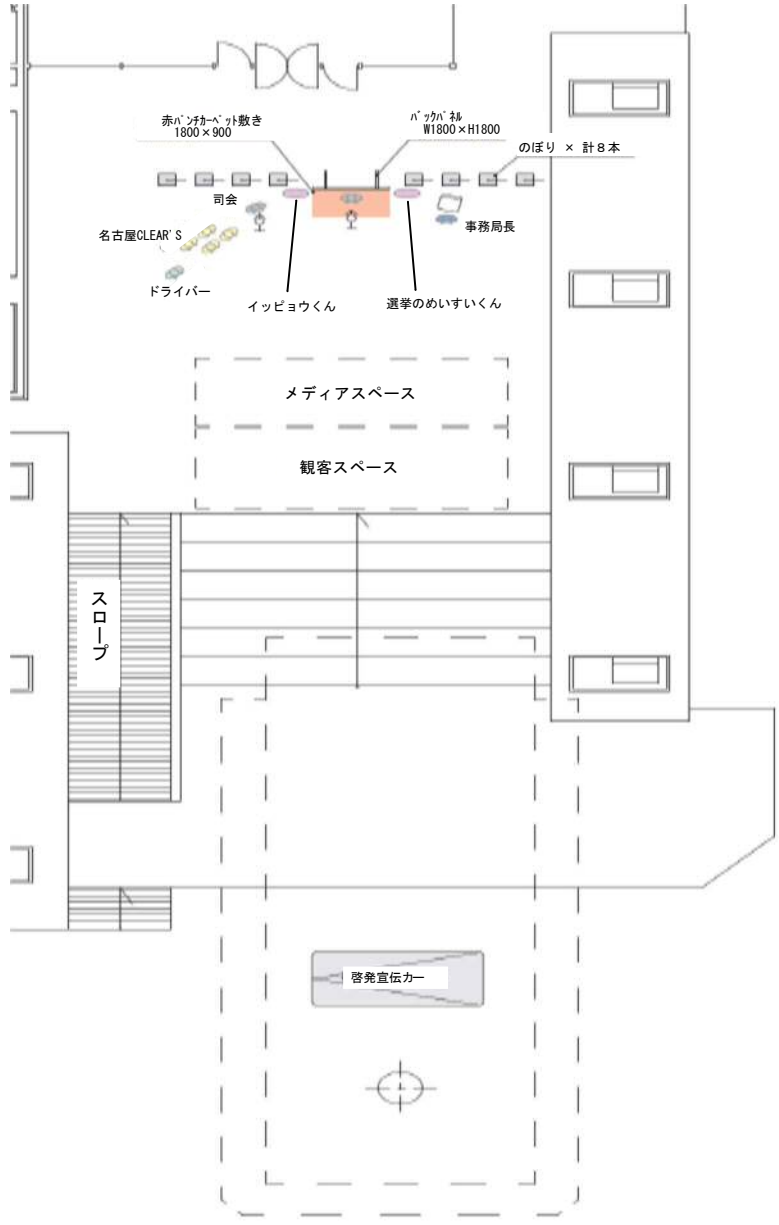 赤パンチカーペット敷き
1800×900
バックパネル
W1800×H1800
のぼり × 計8本
司会
名古屋CLEAR'S
事務局長
ドライバー
イッピョウくん
選挙のめいすいくん
メディアスペース
観客スペース
スロープ
啓発宣伝カー